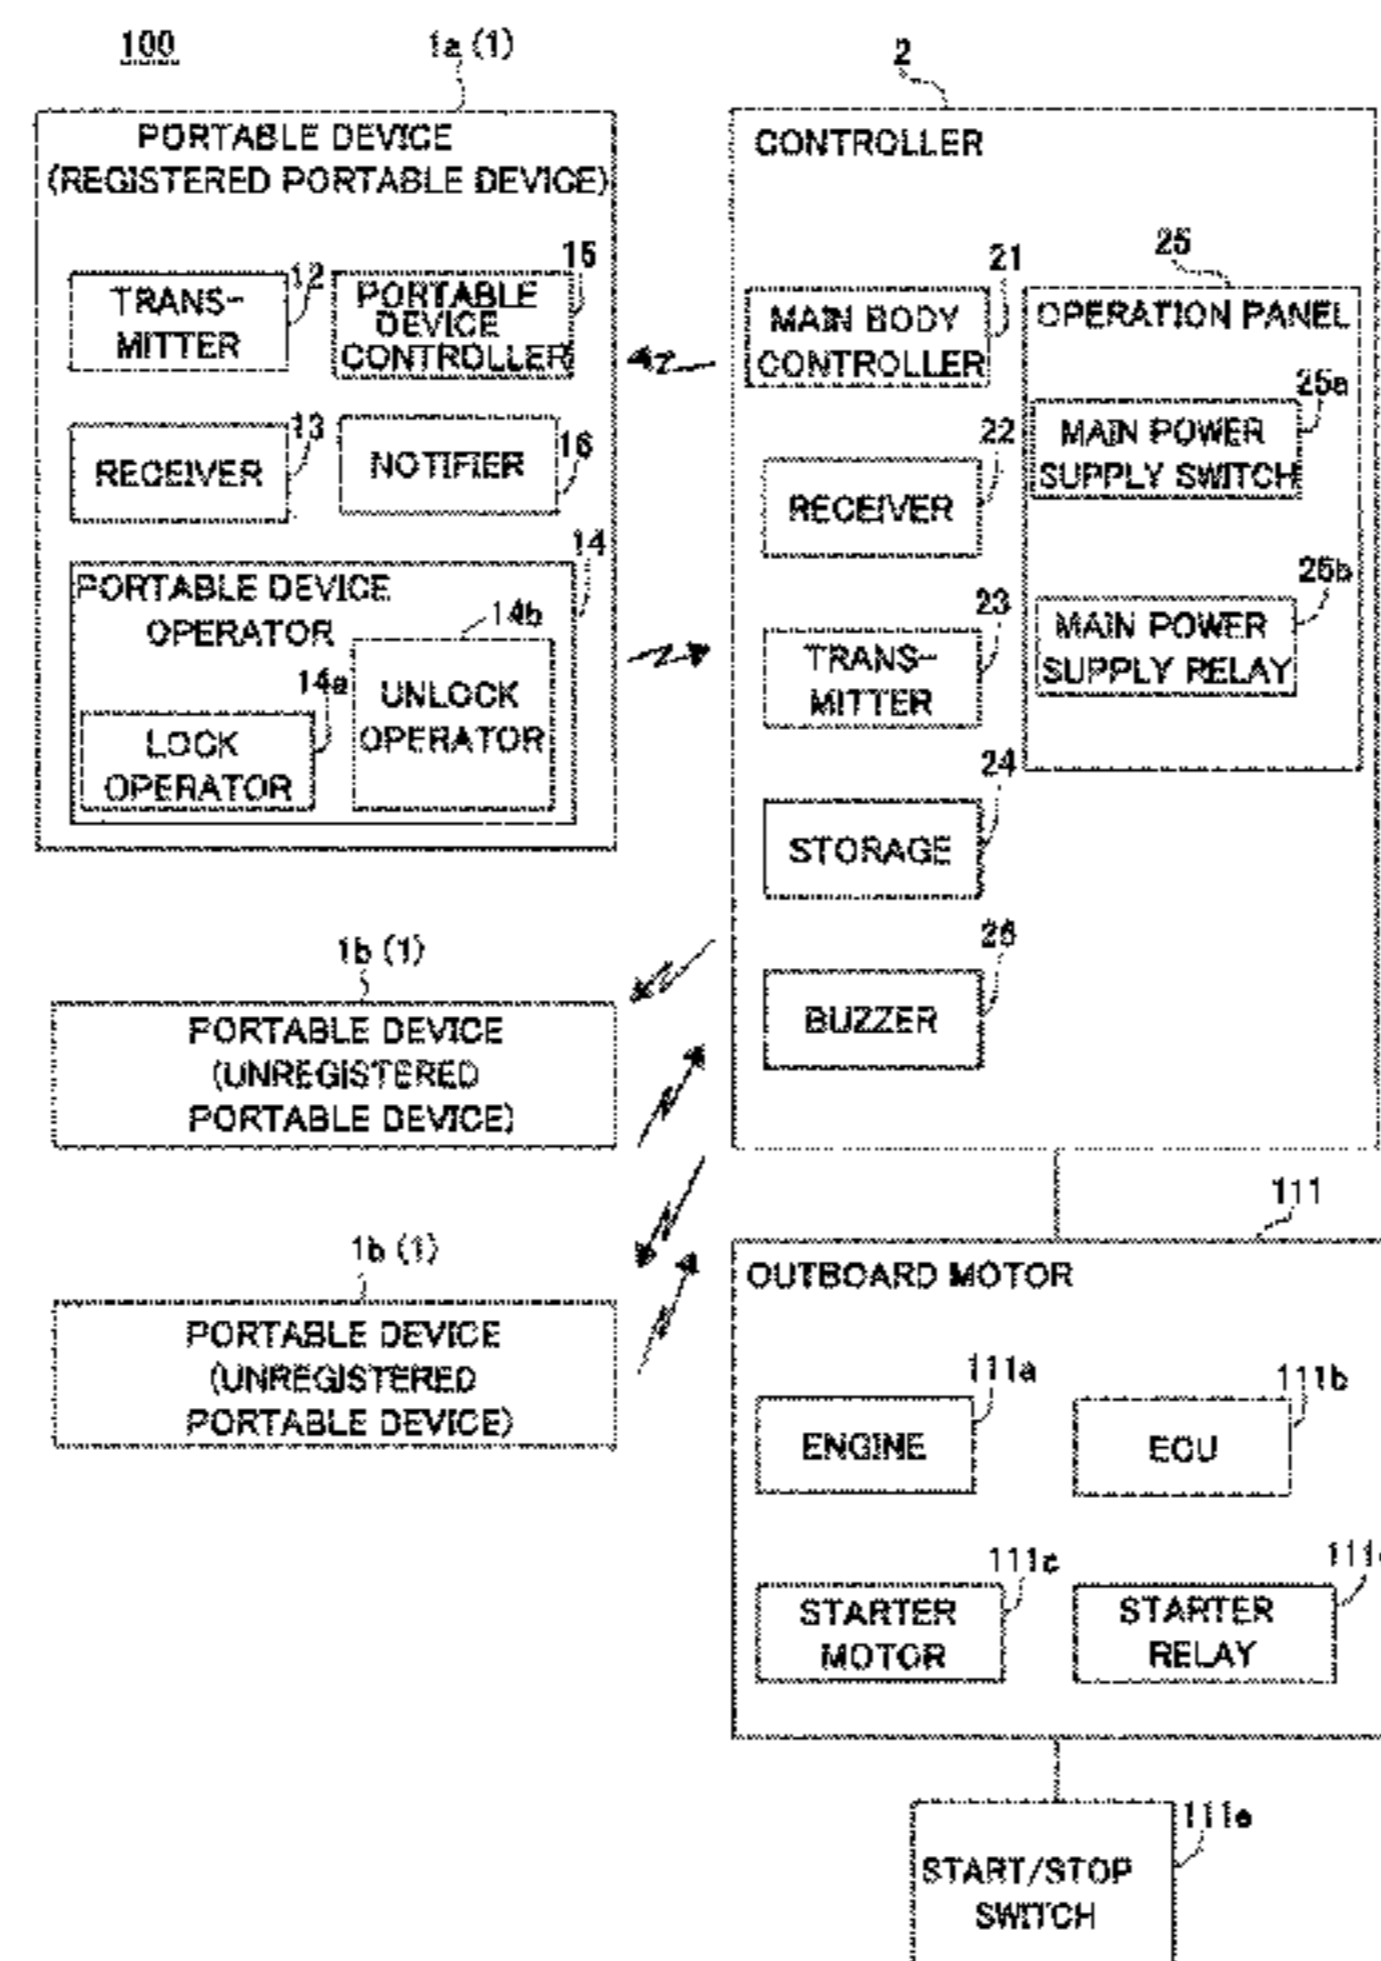 100
1a (1)
PORTABLE DEVICE
(REGISTERED PORTABLE DEVICE)
12
TRANS-
MITTER
15
PORTABLE
DEVICE
CONTROLLER
13
RECEIVER
NOTIFIER
16
14
PORTABLE DEVICE
OPERATOR
14b
14a
UNLOCK
OPERATOR
LOCK
OPERATOR
1b (1)
PORTABLE DEVICE
(UNREGISTERED
PORTABLE DEVICE)
1b (1)
PORTABLE DEVICE
(UNREGISTERED
PORTABLE DEVICE)
2
CONTROLLER
21
MAIN BODY
CONTROLLER
22
RECEIVER
23
TRANS-
MITTER
24
STORAGE
26
BUZZER
25
OPERATION PANEL
25a
MAIN POWER
SUPPLY SWITCH
25b
MAIN POWER
SUPPLY RELAY
111
OUTBOARD MOTOR
111a
ENGINE
111b
ECU
111c
STARTER
MOTOR
STARTER
RELAY
111e
START/STOP
SWITCH